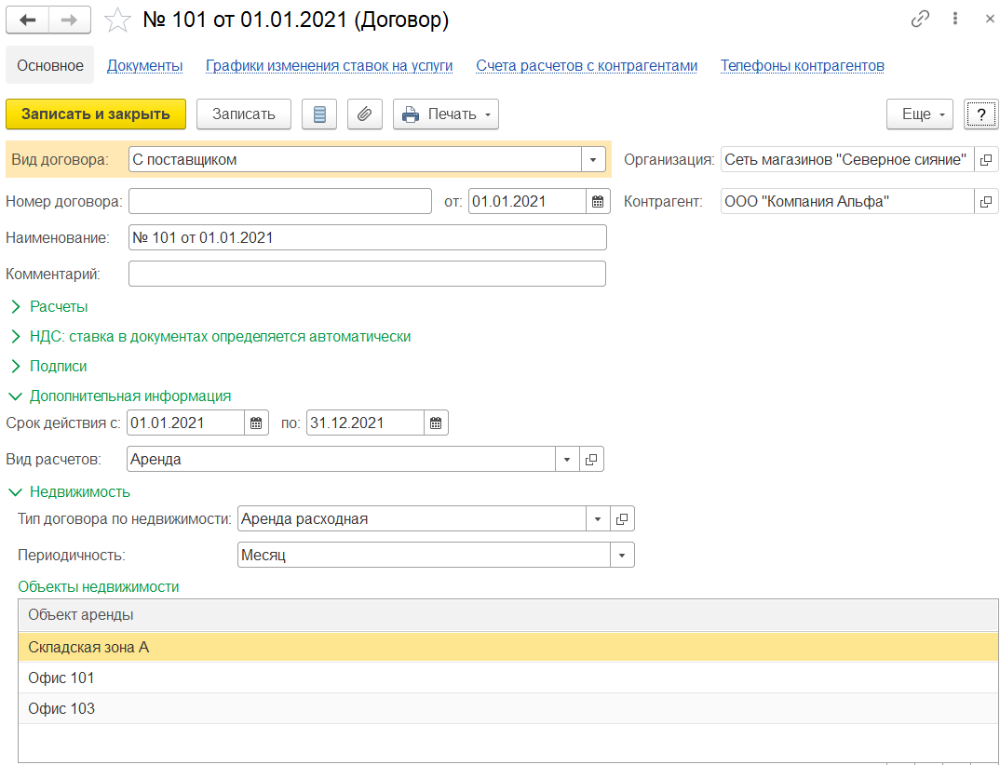 № 101 от 01.01.2021 (Договор)
Основное Документы Графики изменения ставок на услуги Счета расчетов с контрагентами Телефоны контрагентов
Записать и закрыть Записать Печать Еще ?
Вид договора: С поставщиком Организация: Сеть магазинов "Северное сияние"
Номер договора: от: 01.01.2021 Контрагент: ООО "Компания Альфа"
Наименование: № 101 от 01.01.2021
Комментарий:
Расчеты
НДС: ставка в документах определяется автоматически
Подписи
Дополнительная информация
Срок действия с: 01.01.2021 по: 31.12.2021
Вид расчетов: Аренда
Недвижимость
Тип договора по недвижимости: Аренда расходная
Периодичность: Месяц
Объекты недвижимости
Объект аренды
Складская зона А
Офис 101
Офис 103